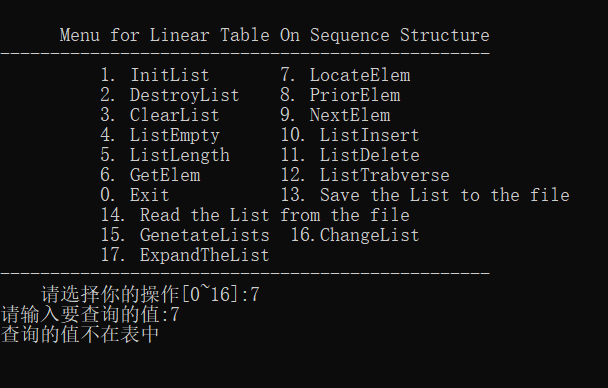 Menu for Linear Table On Sequence Structure
-------------------------------------------------
1. InitList 7. LocateElem
2. DestroyList 8. PriorElem
3. ClearList 9. NextElem
4. ListEmpty 10. ListInsert
5. ListLength 11. ListDelete
6. GetElem 12. ListTrabverse
0. Exit 13. Save the List to the file
14. Read the List from the file
15. GenetateLists 16.ChangeList
17. ExpandTheList
-------------------------------------------------
请选择你的操作[0~16]:7
请输入要查询的值:7
查询的值不在表中